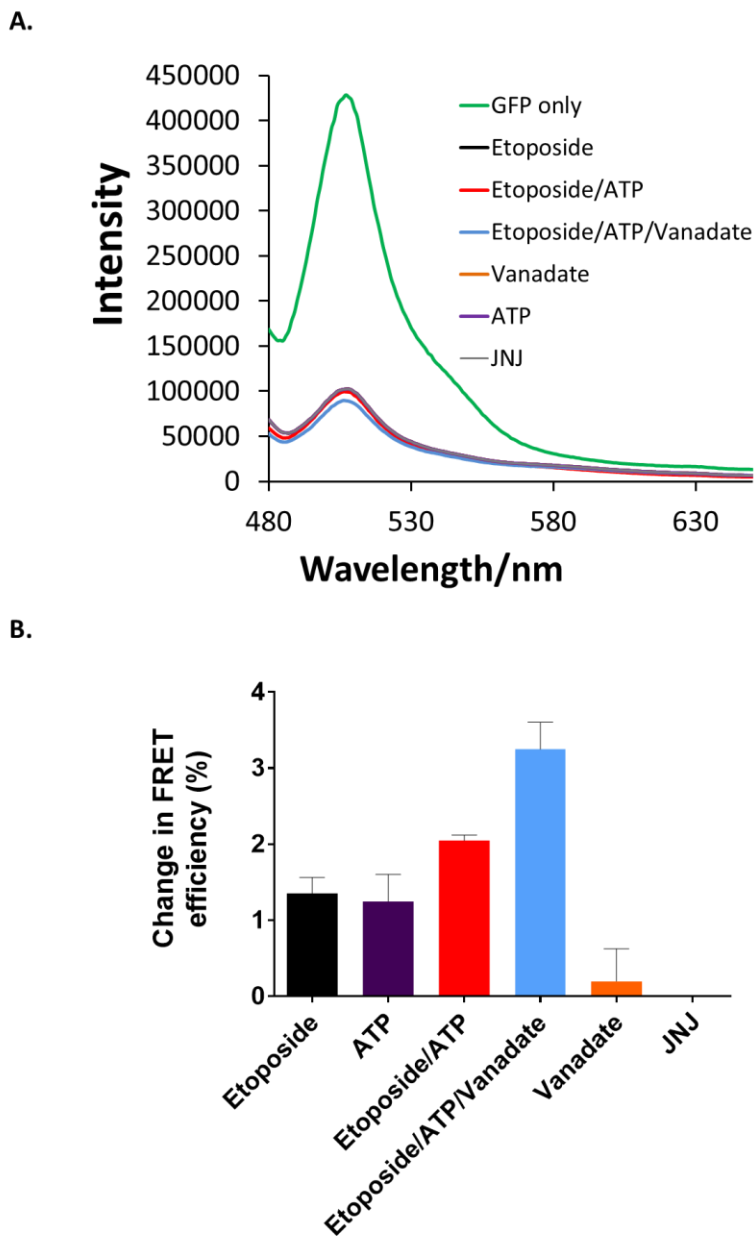 A.
450000
400000
350000
300000
250000
200000
150000
100000
50000
0
Intensity
GFP only
Etoposide
Etoposide/ATP
Etoposide/ATP/Vanadate
Vanadate
ATP
JNJ
480 530 580 630
Wavelength/nm
B.
4
3
2
1
0
Change in FRET
efficiency (%)
Etoposide
ATP
Etoposide/ATP
Etoposide/ATP/Vanadate
Vanadate
JNJ